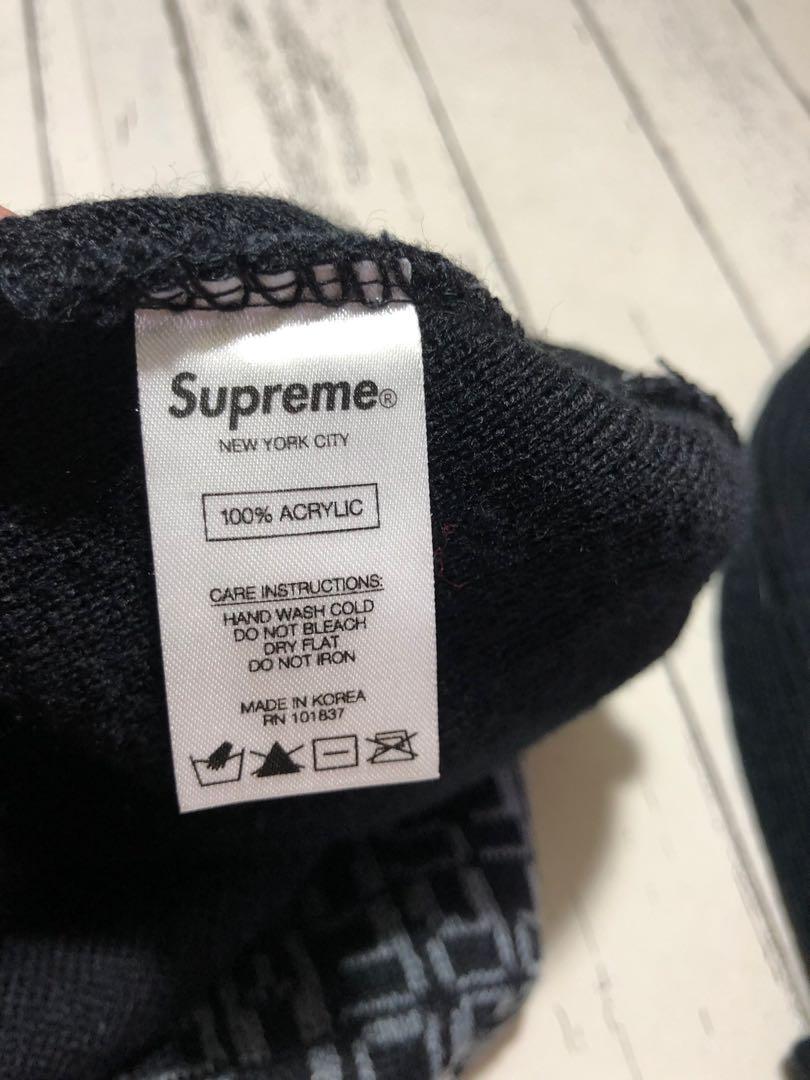 Supreme®
NEW YORK CITY
100% ACRYLIC
CARE INSTRUCTIONS:
HAND WASH COLD
DO NOT BLEACH
DRY FLAT
DO NOT IRON
MADE IN KOREA
RN 101837